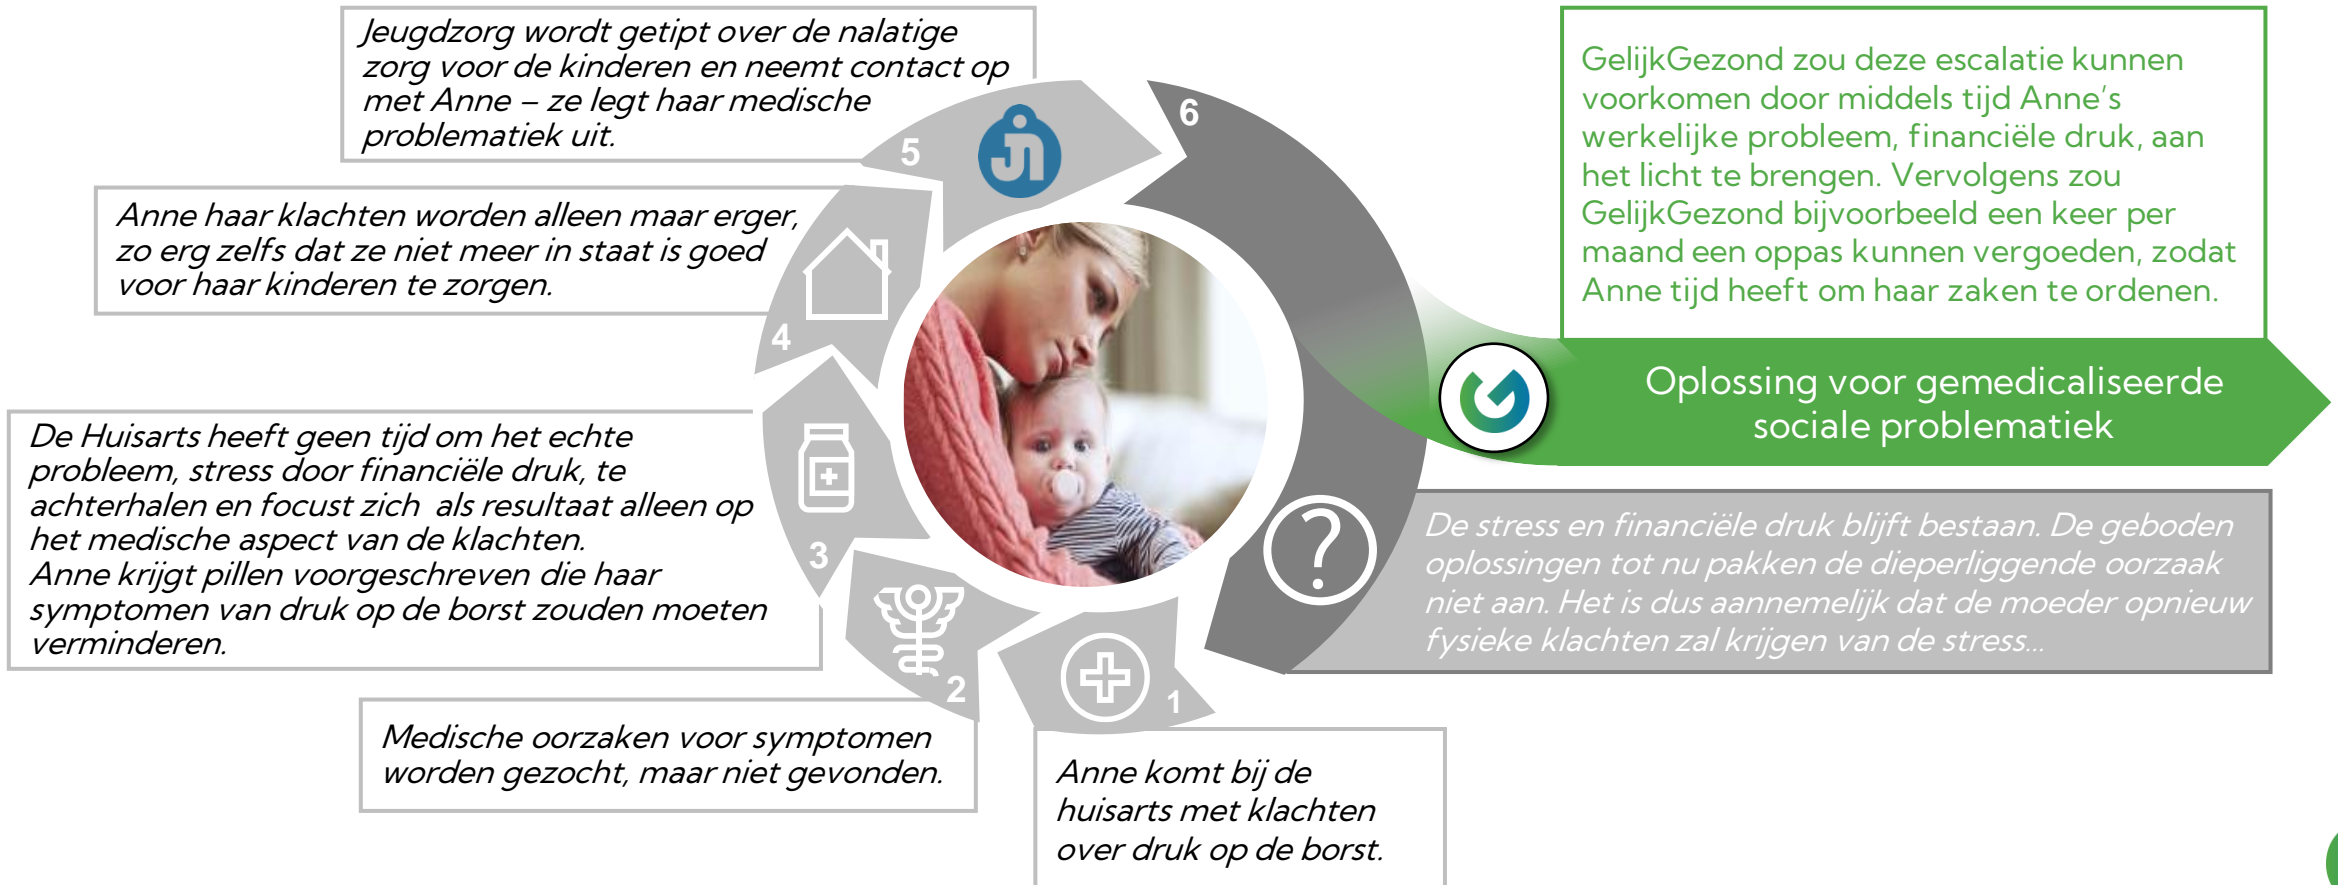 Jeugdzorg wordt getipt over de nalatige
zorg voor de kinderen en neemt contact op
met Anne – ze legt haar medische
problematiek uit.
5
6
GelijkGezond zou deze escalatie kunnen
voorkomen door middels tijd Anne’s
werkelijke probleem, financiële druk, aan
het licht te brengen. Vervolgens zou
GelijkGezond bijvoorbeeld een keer per
maand een oppas kunnen vergoeden, zodat
Anne tijd heeft om haar zaken te ordenen.
Anne haar klachten worden alleen maar erger,
zo erg zelfs dat ze niet meer in staat is goed
voor haar kinderen te zorgen.
4
Oplossing voor gemedicaliseerde
sociale problematiek
De Huisarts heeft geen tijd om het echte
probleem, stress door financiële druk, te
achterhalen en focust zich als resultaat alleen op
het medische aspect van de klachten.
Anne krijgt pillen voorgeschreven die haar
symptomen van druk op de borst zouden moeten
verminderen.
3
?
De stress en financiële druk blijft bestaan. De geboden
oplossingen tot nu pakken de dieperliggende oorzaak
niet aan. Het is dus aannemelijk dat de moeder opnieuw
fysieke klachten zal krijgen van de stress...
2
1
Medische oorzaken voor symptomen
worden gezocht, maar niet gevonden.
Anne komt bij de
huisarts met klachten
over druk op de borst.